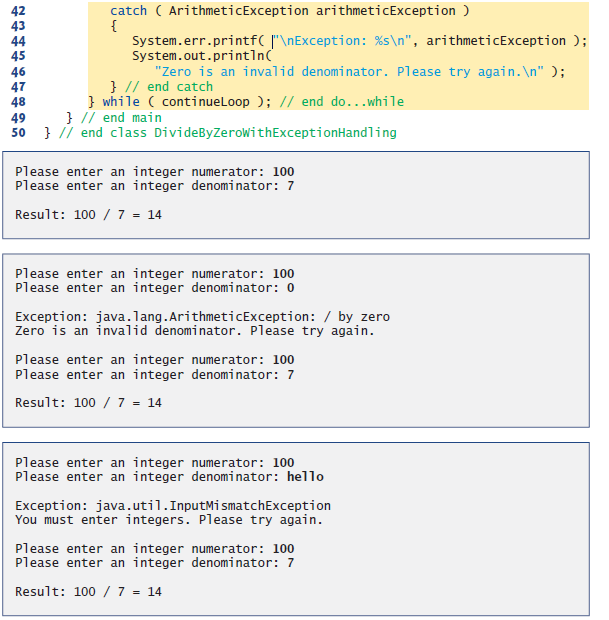 42 catch ( ArithmeticException arithmeticException )
43 {
44 System.err.printf( "\nException: %s\n", arithmeticException );
45 System.out.println(
46 "Zero is an invalid denominator. Please try again.\n" );
47 } // end catch
48 } while ( continueLoop ); // end do...while
49 } // end main
50 } // end class DivideByZeroWithExceptionHandling
Please enter an integer numerator: 100
Please enter an integer denominator: 7
Result: 100 / 7 = 14
Please enter an integer numerator: 100
Please enter an integer denominator: 0
Exception: java.lang.ArithmeticException: / by zero
Zero is an invalid denominator. Please try again.
Please enter an integer numerator: 100
Please enter an integer denominator: 7
Result: 100 / 7 = 14
Please enter an integer numerator: 100
Please enter an integer denominator: hello
Exception: java.util.InputMismatchException
You must enter integers. Please try again.
Please enter an integer numerator: 100
Please enter an integer denominator: 7
Result: 100 / 7 = 14